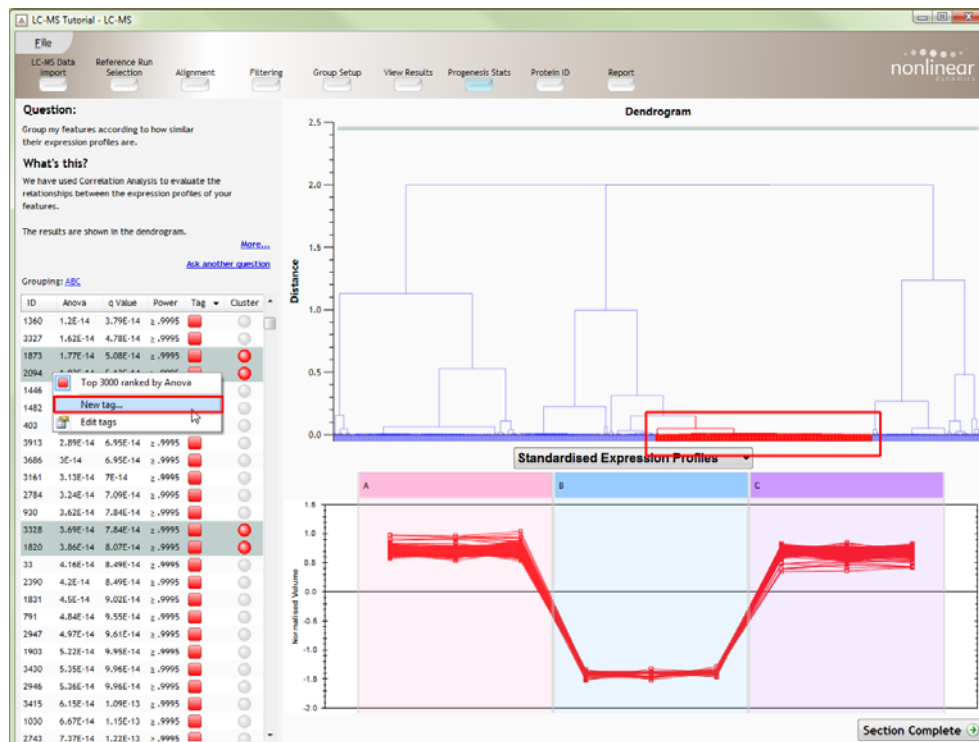 LC-MS Tutorial - LC-MS
File
LC-MS Data Import
Reference Run Selection
Alignment
Filtering
Group Setup
View Results
Progenesis Stats
Protein ID
Report
nonlinear
dynamics
Question:
Group my features according to how similar
their expression profiles are.
What's this?
We have used Correlation Analysis to evaluate the
relationships between the expression profiles of your
features.
The results are shown in the dendrogram.
More...
Ask another question
Grouping: ABC
ID Anova q Value Power Tag Cluster
1360 1.2E-14 3.79E-14 ≥ .9995
3327 1.62E-14 4.78E-14 ≥ .9995
1873 1.77E-14 5.08E-14 ≥ .9995
2094
1446
1482
403
Top 3000 ranked by Anova
New tag...
Edit tags
3913 2.89E-14 6.95E-14 ≥ .9995
3686 3E-14 6.95E-14 ≥ .9995
3161 3.13E-14 7E-14 ≥ .9995
2784 3.24E-14 7.09E-14 ≥ .9995
930 3.62E-14 7.84E-14 ≥ .9995
3328 3.69E-14 7.84E-14 ≥ .9995
1820 3.86E-14 8.07E-14 ≥ .9995
33 4.16E-14 8.49E-14 ≥ .9995
2390 4.2E-14 8.49E-14 ≥ .9995
1831 4.5E-14 9.02E-14 ≥ .9995
791 4.84E-14 9.55E-14 ≥ .9995
2947 4.97E-14 9.61E-14 ≥ .9995
1903 5.22E-14 9.95E-14 ≥ .9995
3430 5.35E-14 9.96E-14 ≥ .9995
2946 5.36E-14 9.96E-14 ≥ .9995
3415 6.15E-14 1.09E-13 ≥ .9995
1030 6.67E-14 1.15E-13 ≥ .9995
2743 7.37E-14 1.22E-13 ≥ .9995
Dendrogram
Distance
2.5
2.0
1.5
1.0
0.5
0.0
Standardised Expression Profiles
A B C
Normalised Volume
1.5
1.0
0.5
0.0
-0.5
-1.0
-1.5
-2.0
Section Complete